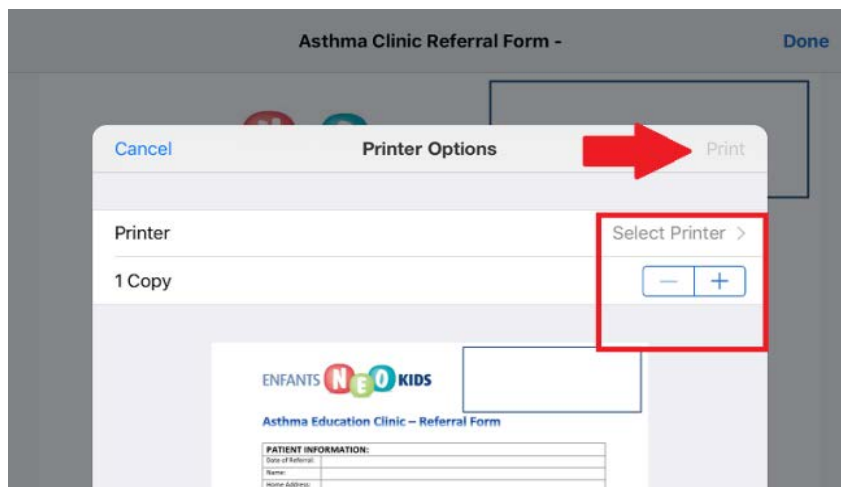 Asthma Clinic Referral Form -
Done
Cancel
Printer Options
Print
Printer
Select Printer >
1 Copy
− +
ENFANTS NEO KIDS
Asthma Education Clinic – Referral Form
PATIENT INFORMATION:
Date of Referral:
Name:
Home Address: